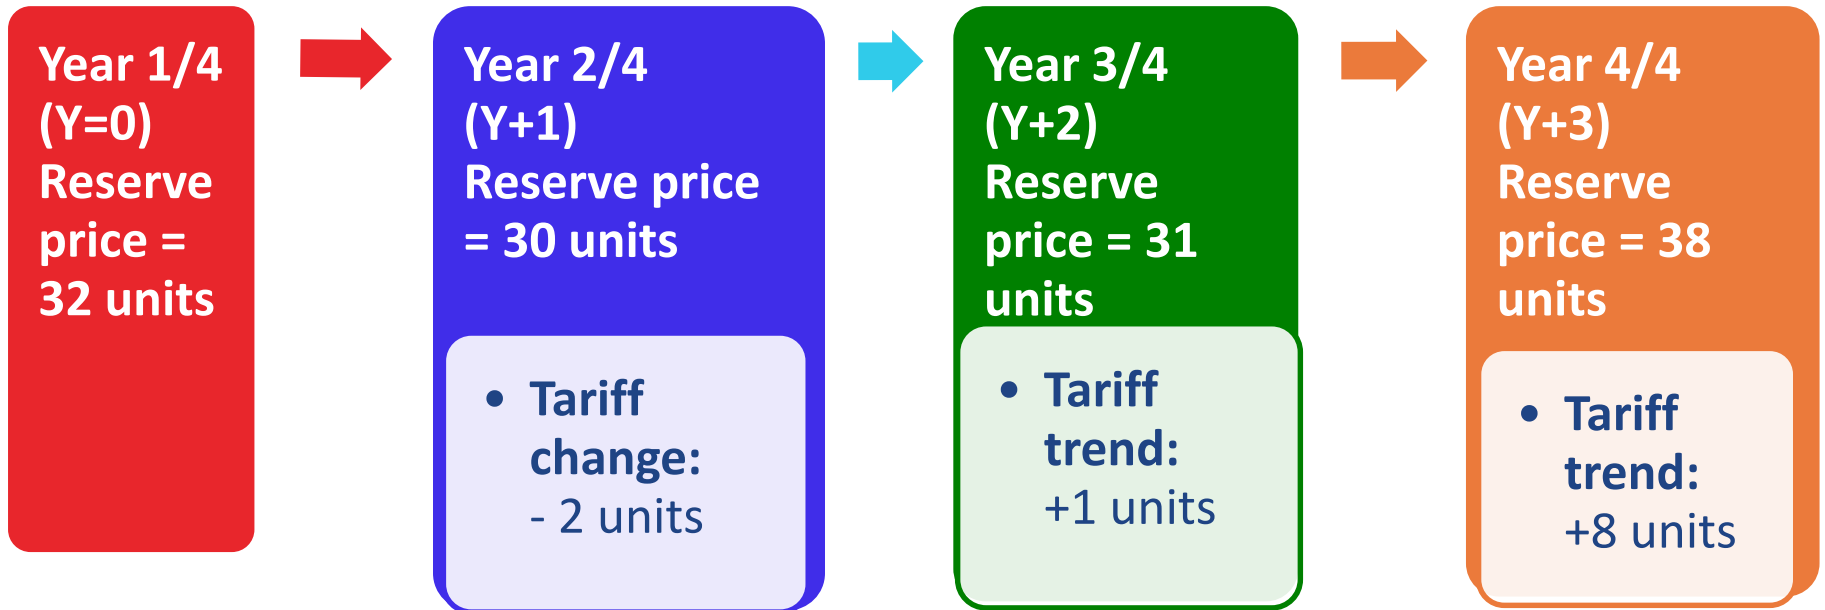 Year 1/4
(Y=0)
Reserve
price =
32 units
Year 2/4
(Y+1)
Reserve price
= 30 units
• Tariff
change:
- 2 units
Year 3/4
(Y+2)
Reserve
price = 31
units
• Tariff
trend:
+1 units
Year 4/4
(Y+3)
Reserve
price = 38
units
• Tariff
trend:
+8 units